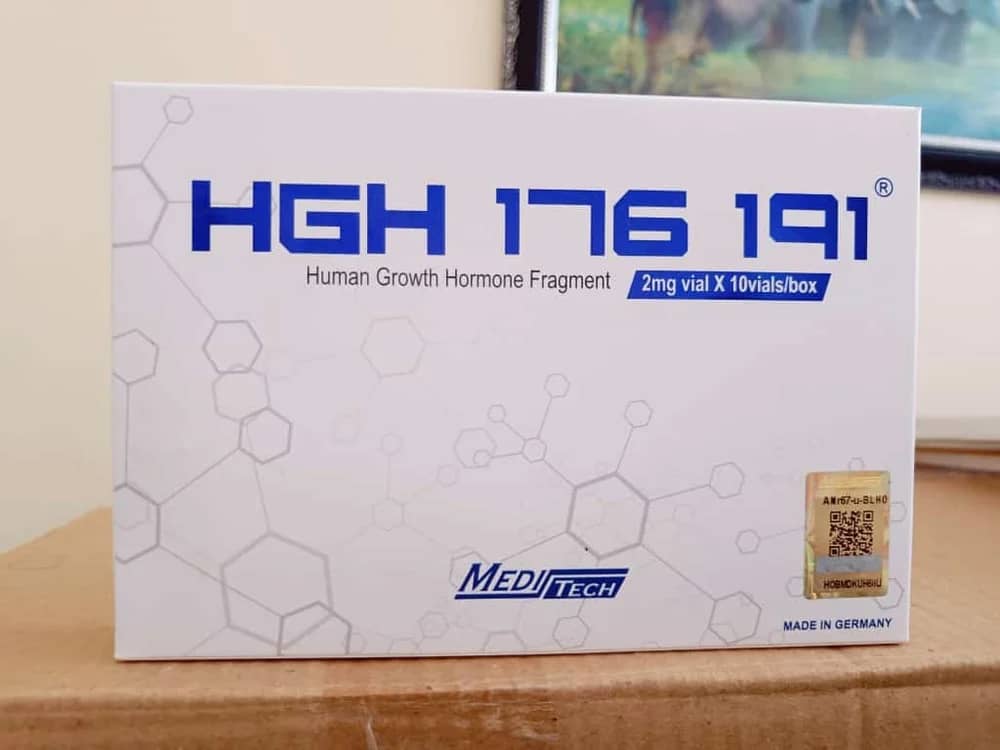 HGH 176 191®
Human Growth Hormone Fragment 2mg vial X 10vials/box
MEDITECH
MADE IN GERMANY